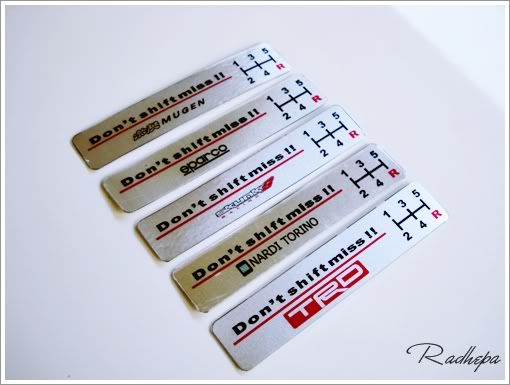 Don't shift miss !!
1 3 5
2 4 R
MUGEN
Don't shift miss !!
1 3 5
2 4 R
sparco
Don't shift miss !!
1 3 5
2 4 R
Don't shift miss !!
1 3 5
2 4 R
NARDI TORINO
Don't shift miss !!
1 3 5
2 4 R
TRD
Radhepa